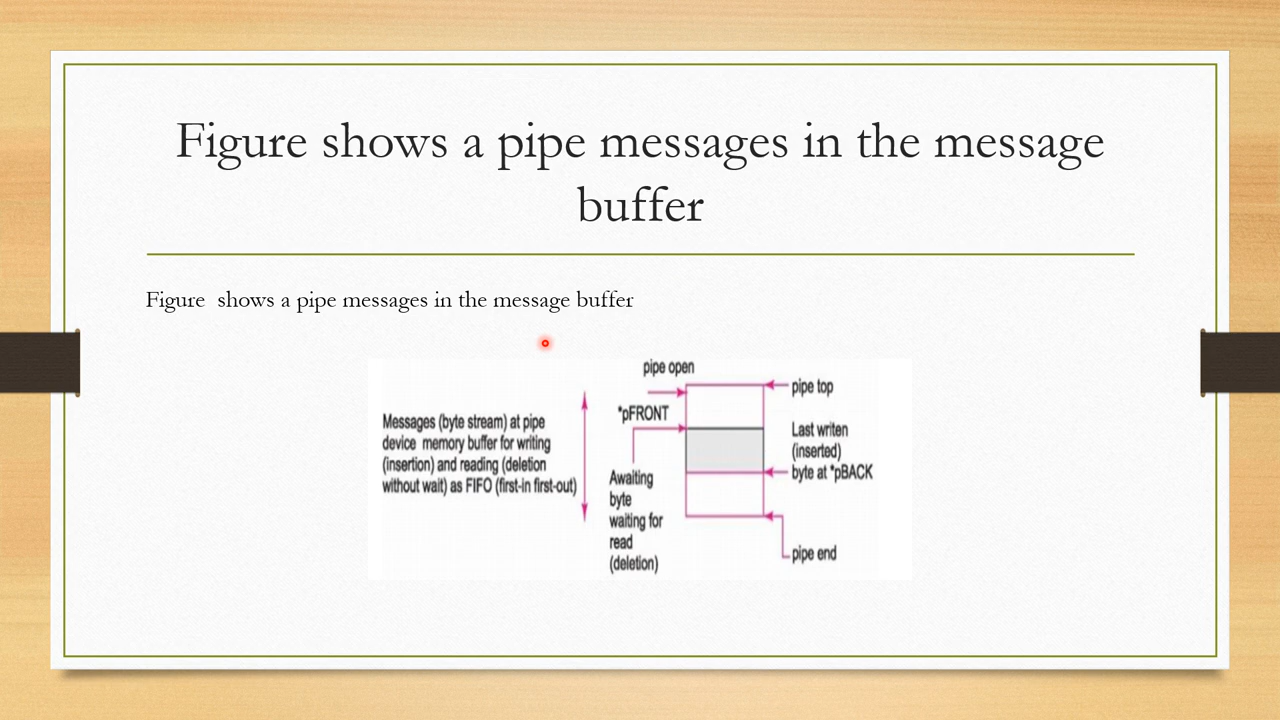 Figure shows a pipe messages in the message
buffer
Figure  shows a pipe messages in the message buffer
Messages (byte stream) at pipe
device  memory buffer for writing
(insertion) and reading (deletion
without wait) as FIFO (first-in first-out)
pipe open
*pFRONT
Awaiting
byte
waiting for
read
(deletion)
pipe top
Last writen
(inserted)
byte at *pBACK
pipe end